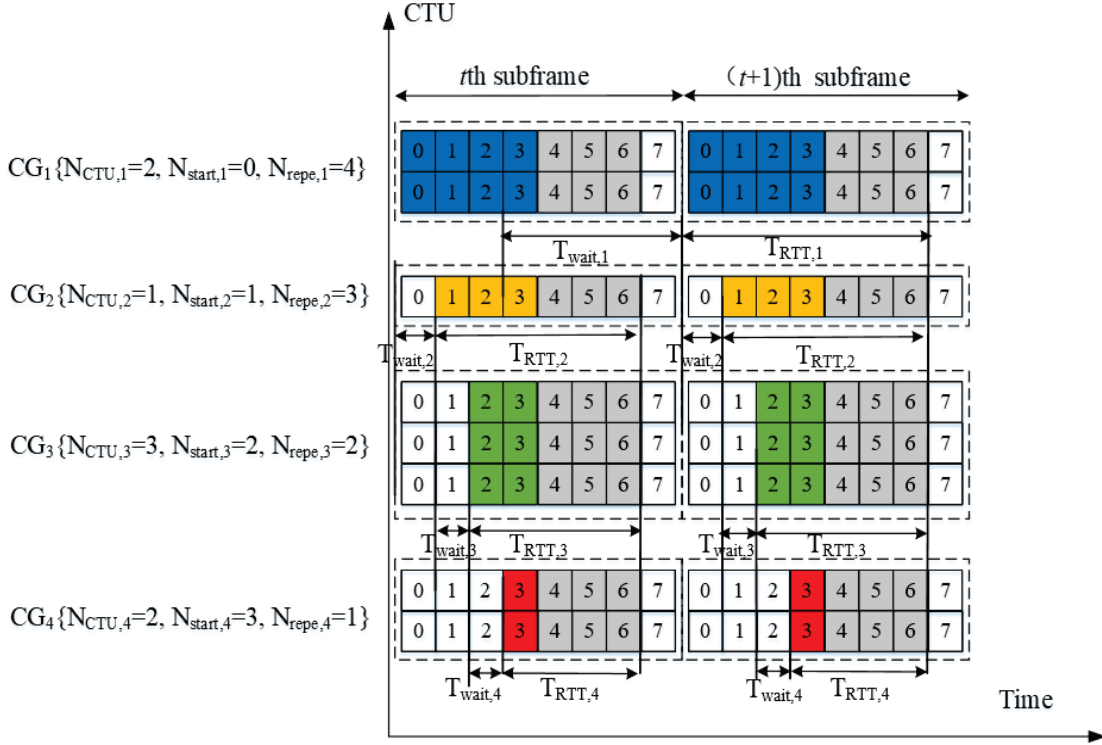 CTU
tth subframe
(t+1)th subframe
CG1{NCTU,1=2, Nstart,1=0, Nrepe,1=4}
0 1 2 3 4 5 6 7 0 1 2 3 4 5 6 7
0 1 2 3 4 5 6 7 0 1 2 3 4 5 6 7
Twait,1 TRTT,1
CG2{NCTU,2=1, Nstart,2=1, Nrepe,2=3}
0 1 2 3 4 5 6 7 0 1 2 3 4 5 6 7
Twait,2 TRTT,2 Twait,2 TRTT,2
0 1 2 3 4 5 6 7 0 1 2 3 4 5 6 7
CG3{NCTU,3=3, Nstart,3=2, Nrepe,3=2}
0 1 2 3 4 5 6 7 0 1 2 3 4 5 6 7
0 1 2 3 4 5 6 7 0 1 2 3 4 5 6 7
Twait,3 TRTT,3 Twait,3 TRTT,3
0 1 2 3 4 5 6 7 0 1 2 3 4 5 6 7
CG4{NCTU,4=2, Nstart,4=3, Nrepe,4=1}
0 1 2 3 4 5 6 7 0 1 2 3 4 5 6 7
Twait,4 TRTT,4 Twait,4 TRTT,4
Time